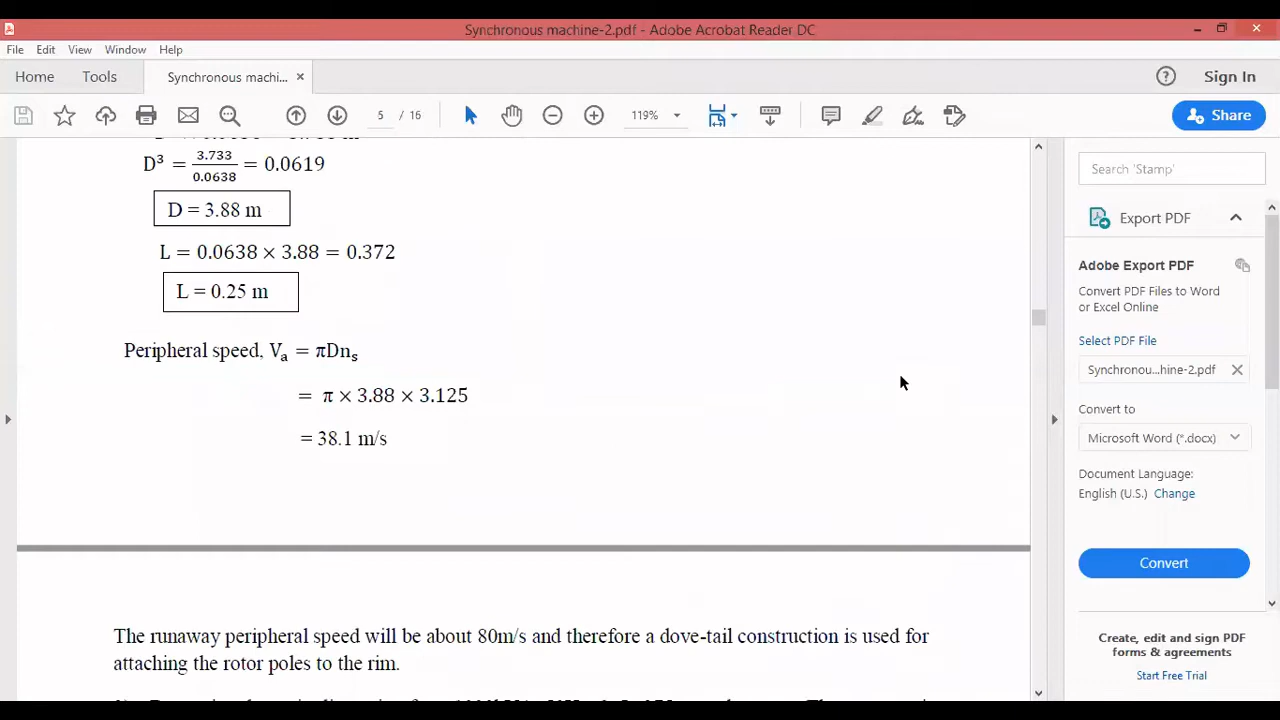 Synchronous machine-2.pdf - Adobe Acrobat Reader DC
File Edit View Window Help
Home Tools Synchronous machi... × Sign In
5 / 16 119% Share
D³ = 3.733/0.0638 = 0.0619
D = 3.88 m
L = 0.0638 × 3.88 = 0.372
L = 0.25 m
Peripheral speed, Vₐ = πDnₛ
= π × 3.88 × 3.125
= 38.1 m/s
The runaway peripheral speed will be about 80m/s and therefore a dove-tail construction is used for
attaching the rotor poles to the rim.
Search 'Stamp'
Export PDF
Adobe Export PDF
Convert PDF Files to Word
or Excel Online
Select PDF File
Synchronou...hine-2.pdf ×
Convert to
Microsoft Word (*.docx)
Document Language:
English (U.S.) Change
Convert
Create, edit and sign PDF
forms & agreements
Start Free Trial